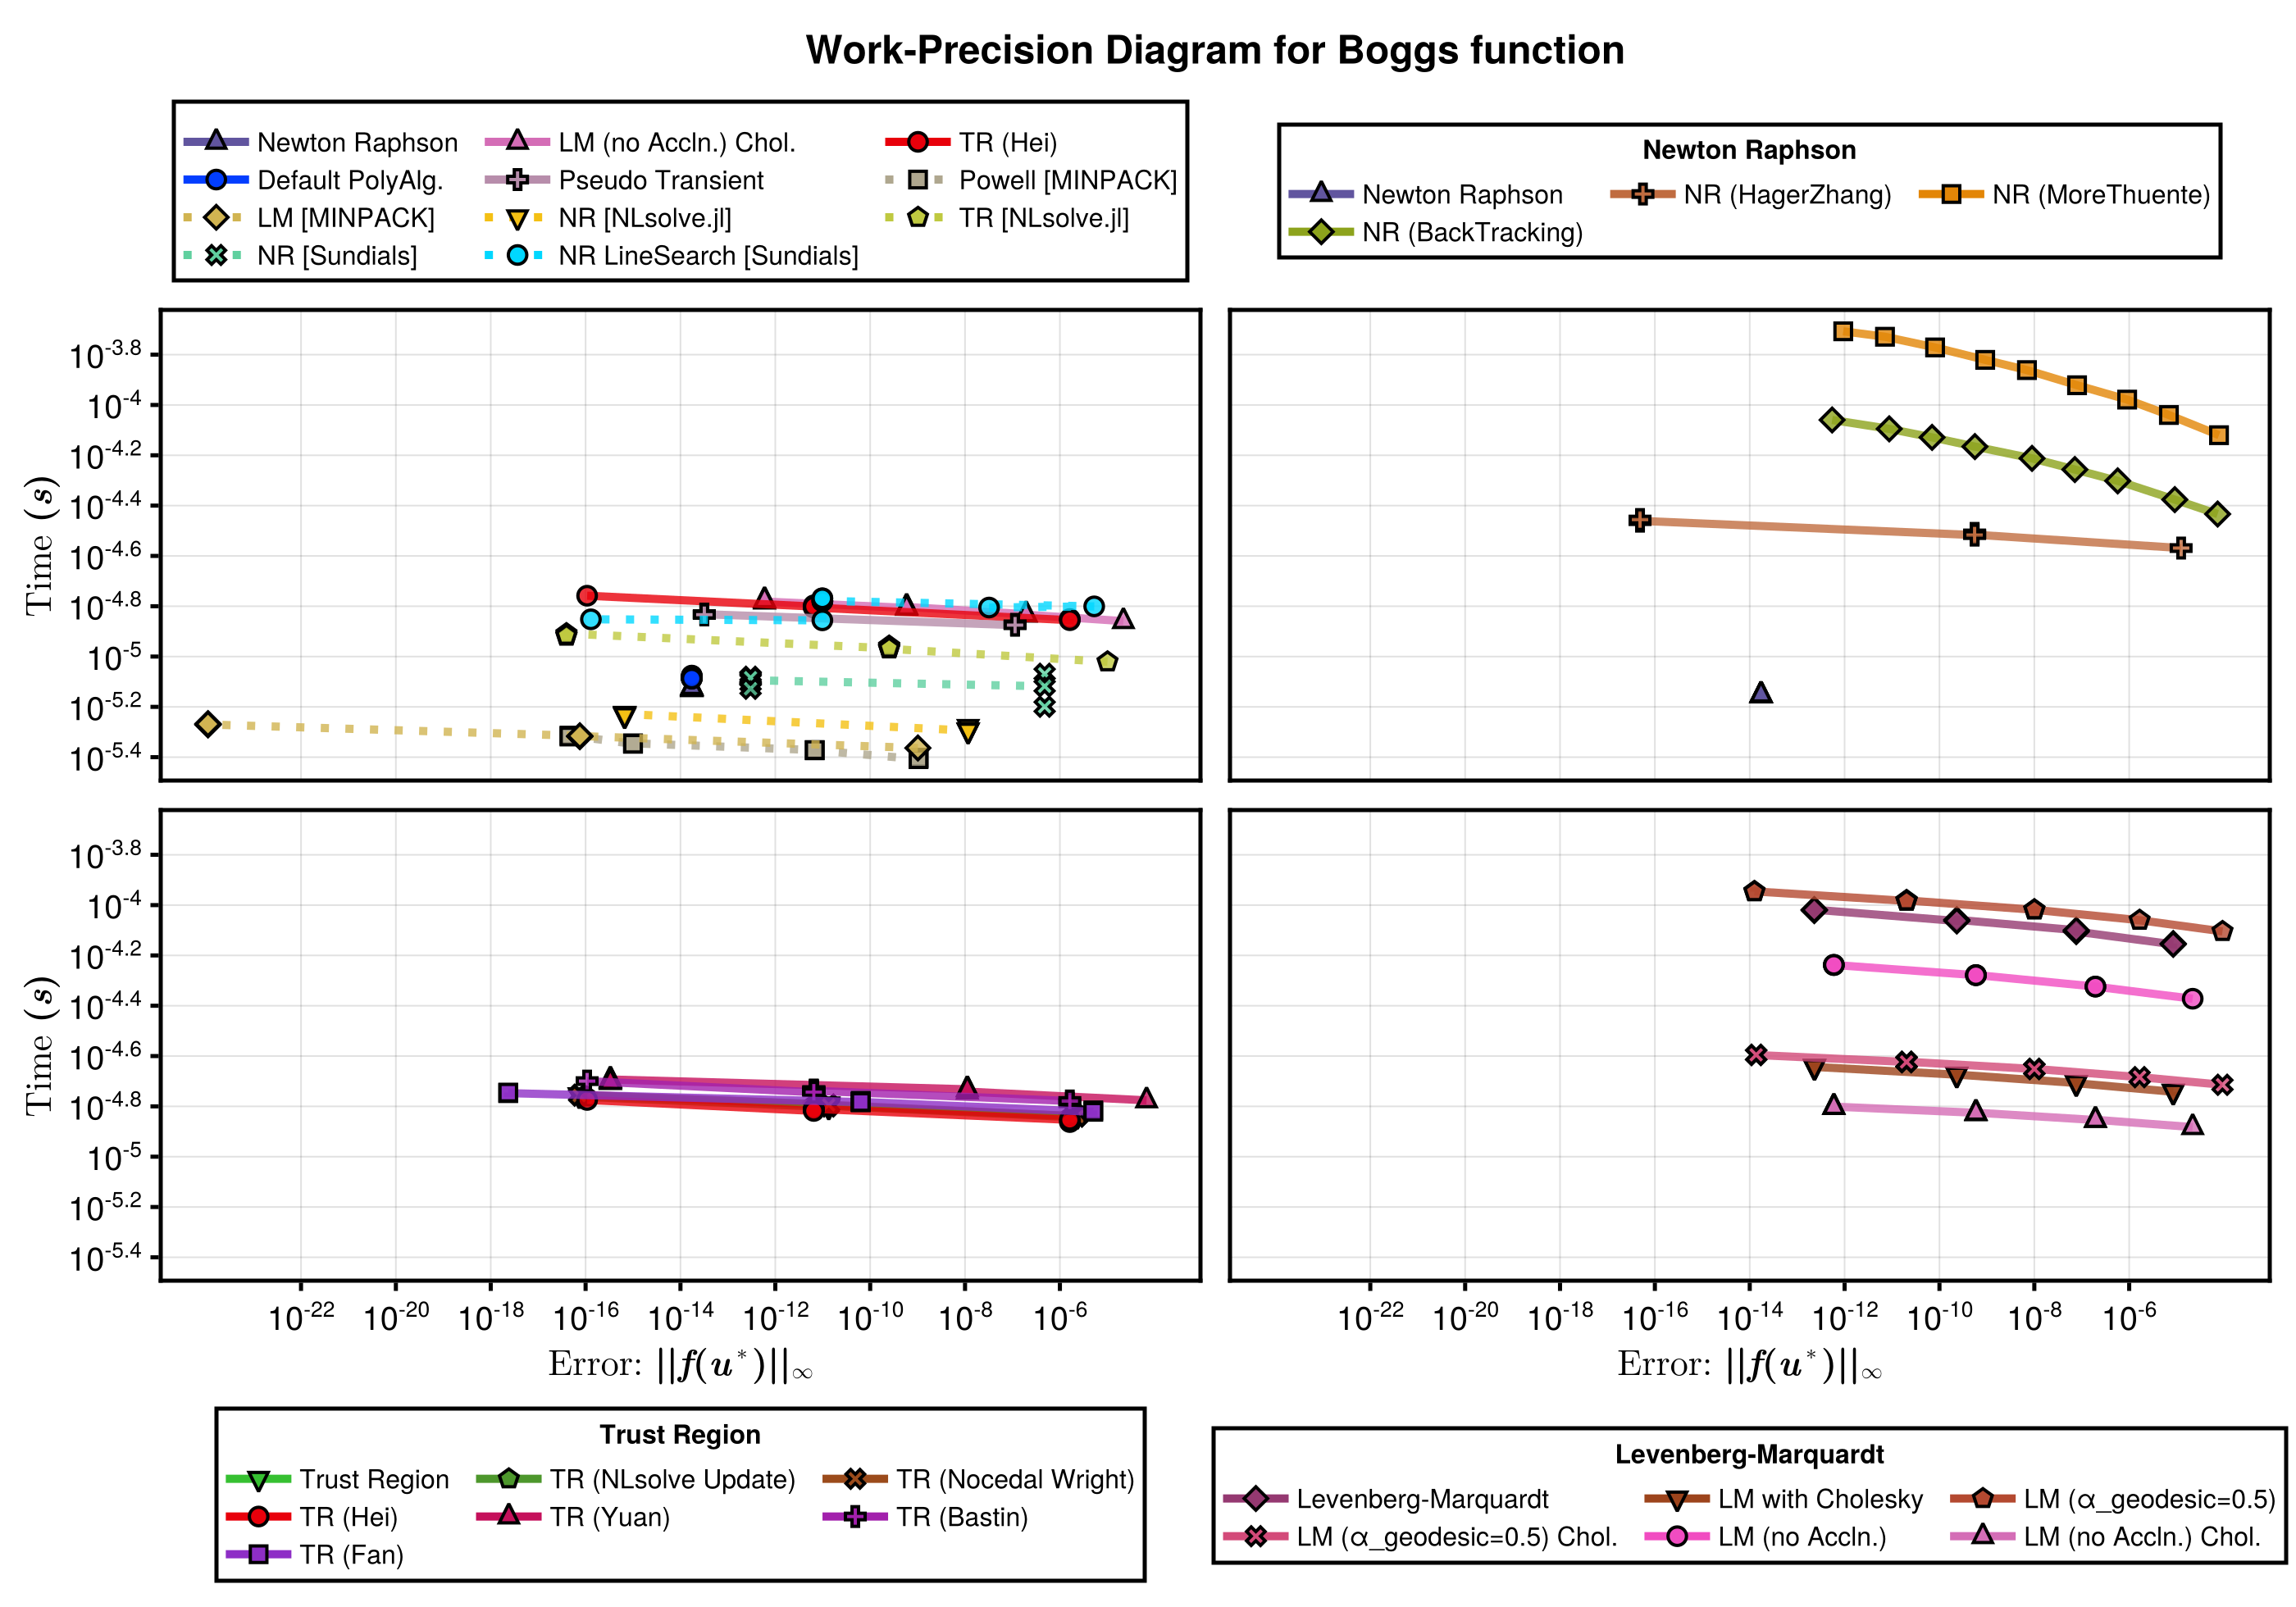 Work-Precision Diagram for Boggs function
Newton Raphson LM (no Accln.) Chol. TR (Hei)
Default PolyAlg. Pseudo Transient Powell [MINPACK]
LM [MINPACK] NR [NLsolve.jl] TR [NLsolve.jl]
NR [Sundials] NR LineSearch [Sundials]
Newton Raphson
Newton Raphson NR (HagerZhang) NR (MoreThuente)
NR (BackTracking)
Time (s)
10^-3.8
10^-4
10^-4.2
10^-4.4
10^-4.6
10^-4.8
10^-5
10^-5.2
10^-5.4
Time (s)
10^-3.8
10^-4
10^-4.2
10^-4.4
10^-4.6
10^-4.8
10^-5
10^-5.2
10^-5.4
10^-22 10^-20 10^-18 10^-16 10^-14 10^-12 10^-10 10^-8 10^-6
Error: ||f(u*)||∞
10^-22 10^-20 10^-18 10^-16 10^-14 10^-12 10^-10 10^-8 10^-6
Error: ||f(u*)||∞
Trust Region
Trust Region TR (NLsolve Update) TR (Nocedal Wright)
TR (Hei) TR (Yuan) TR (Bastin)
TR (Fan)
Levenberg-Marquardt
Levenberg-Marquardt LM with Cholesky LM (α_geodesic=0.5)
LM (α_geodesic=0.5) Chol. LM (no Accln.) LM (no Accln.) Chol.